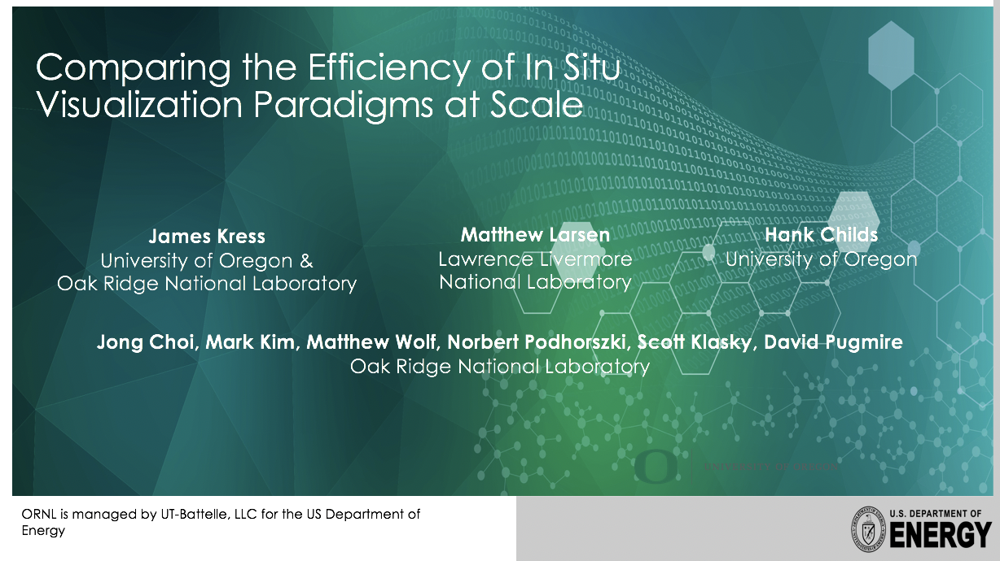 Comparing the Efficiency of In Situ
Visualization Paradigms at Scale
James Kress
University of Oregon &
Oak Ridge National Laboratory
Matthew Larsen
Lawrence Livermore
National Laboratory
Hank Childs
University of Oregon
Jong Choi, Mark Kim, Matthew Wolf, Norbert Podhorszki, Scott Klasky, David Pugmire
Oak Ridge National Laboratory
O UNIVERSITY OF OREGON
ORNL is managed by UT-Battelle, LLC for the US Department of
Energy
U.S. DEPARTMENT OF
ENERGY